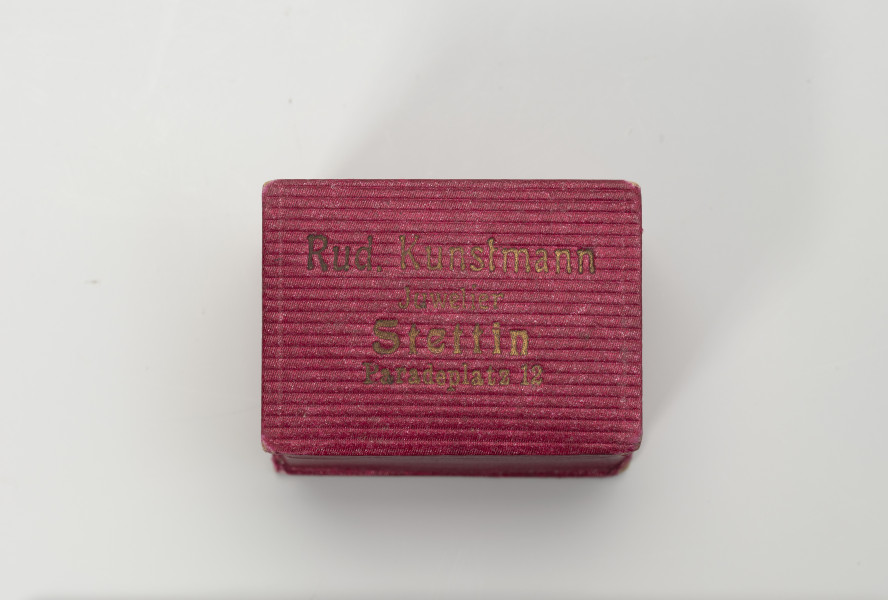 Rud. Kunstmann
Juwelier
Stettin
Paradeplatz 12